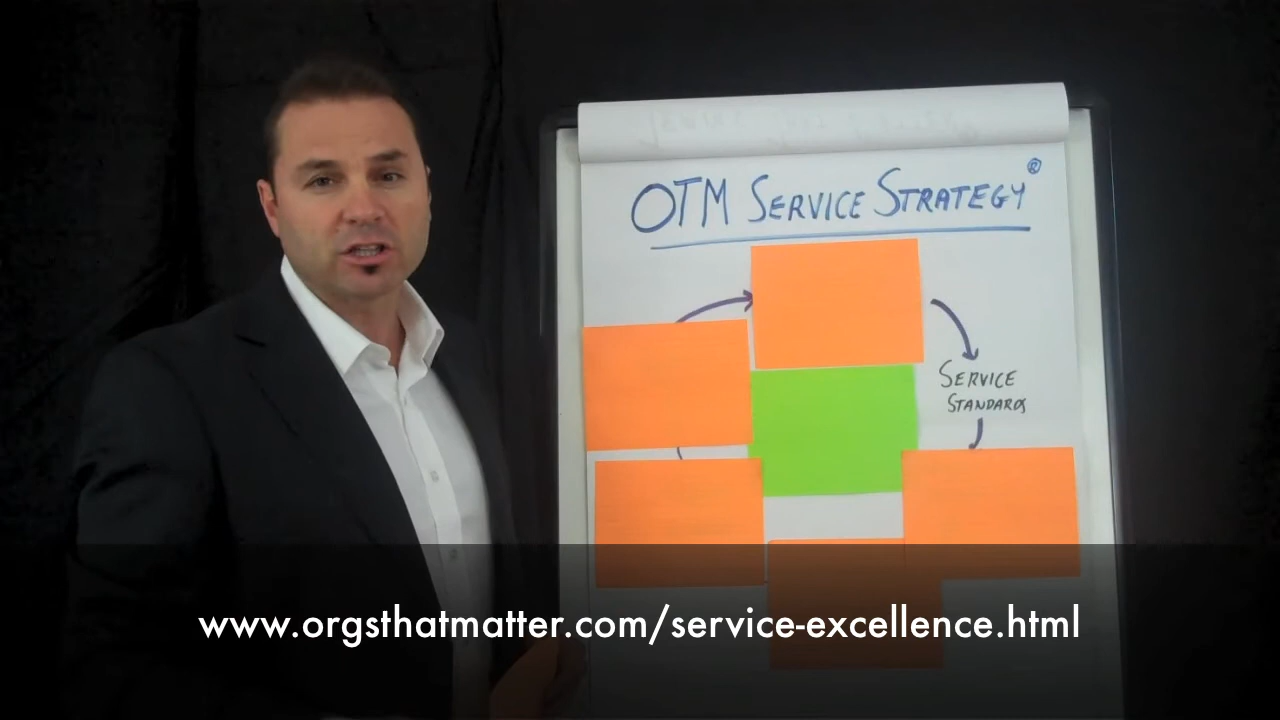 OTM SERVICE STRATEGY®
SERVICE
STANDARDS
www.orgsthatmatter.com/service-excellence.html